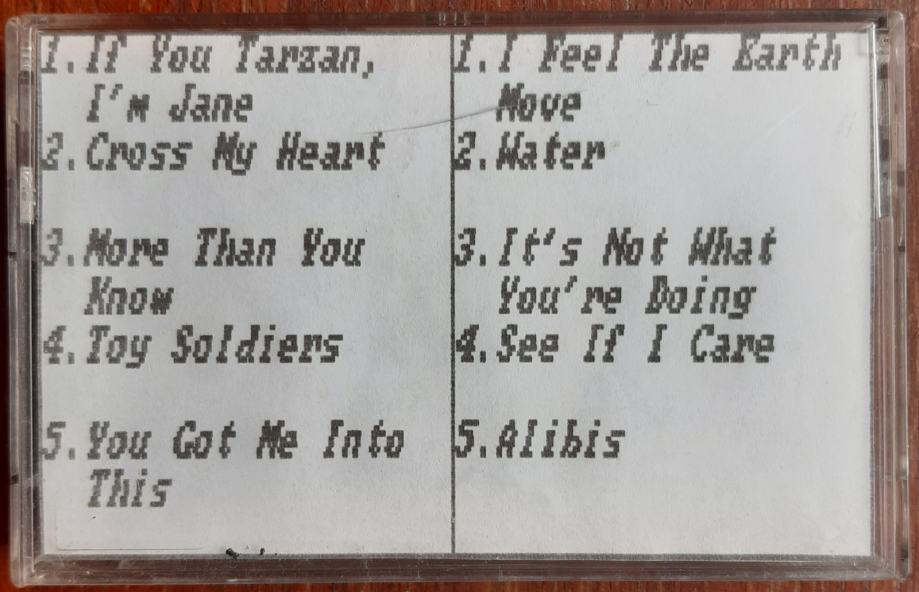 1.If You Tarzan,
I'm Jane
2.Cross My Heart
3.More Than You
Know
4.Toy Soldiers
5.You Got Me Into
This
1.I Feel The Earth
Move
2.Water
3.It's Not What
You're Doing
4.See If I Care
5.Alibis